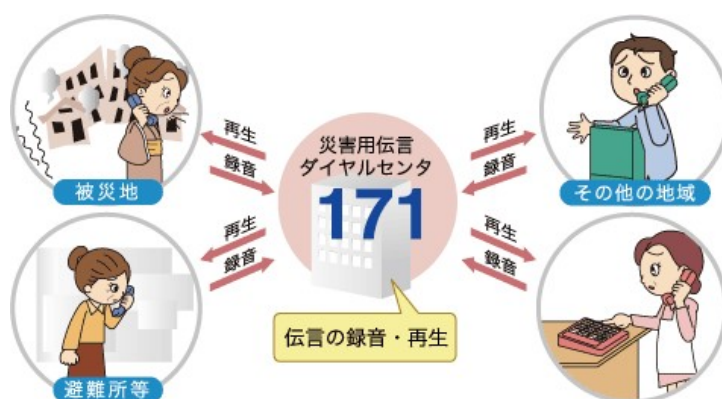 再生
録音
被災地
災害用伝言
ダイヤルセンタ
171
再生
録音
その他の地域
再生
録音
避難所等
伝言の録音・再生
再生
録音